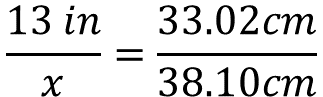 13 in / x = 33.02cm / 38.10cm